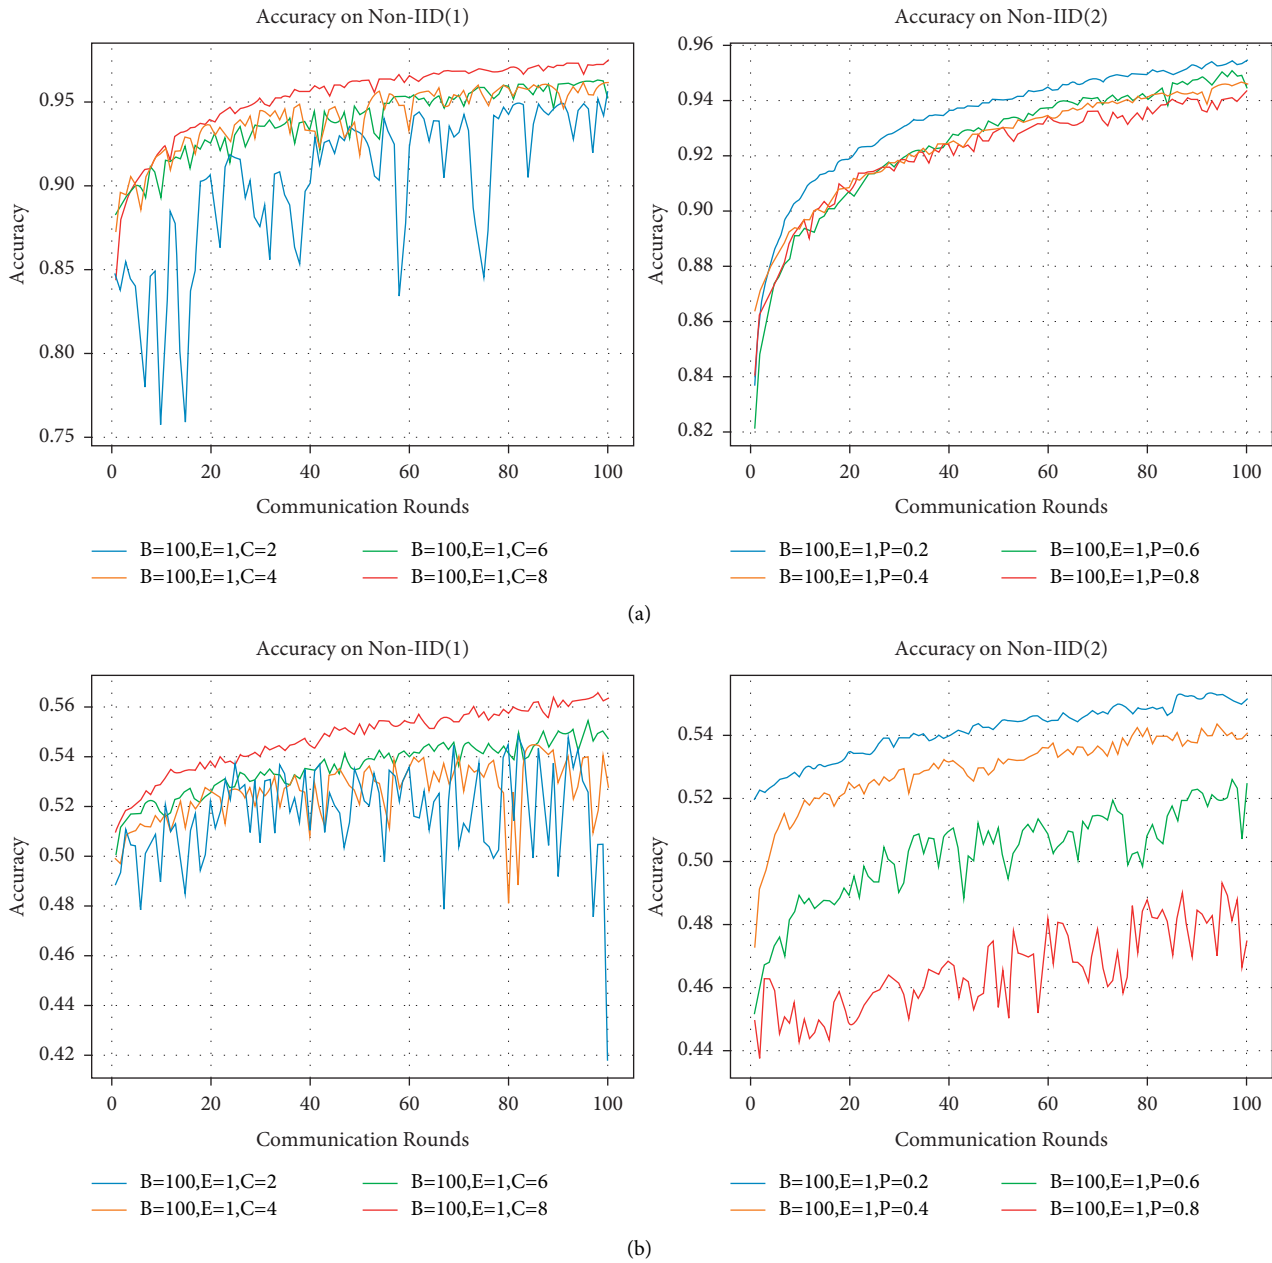 Accuracy on Non-IID(1)
Accuracy
0.95
0.90
0.85
0.80
0.75
0 20 40 60 80 100
Communication Rounds
B=100,E=1,C=2 B=100,E=1,C=6
B=100,E=1,C=4 B=100,E=1,C=8
Accuracy on Non-IID(2)
Accuracy
0.96
0.94
0.92
0.90
0.88
0.86
0.84
0.82
0 20 40 60 80 100
Communication Rounds
B=100,E=1,P=0.2 B=100,E=1,P=0.6
B=100,E=1,P=0.4 B=100,E=1,P=0.8
(a)
Accuracy on Non-IID(1)
Accuracy
0.56
0.54
0.52
0.50
0.48
0.46
0.44
0.42
0 20 40 60 80 100
Communication Rounds
B=100,E=1,C=2 B=100,E=1,C=6
B=100,E=1,C=4 B=100,E=1,C=8
Accuracy on Non-IID(2)
Accuracy
0.54
0.52
0.50
0.48
0.46
0.44
0 20 40 60 80 100
Communication Rounds
B=100,E=1,P=0.2 B=100,E=1,P=0.6
B=100,E=1,P=0.4 B=100,E=1,P=0.8
(b)